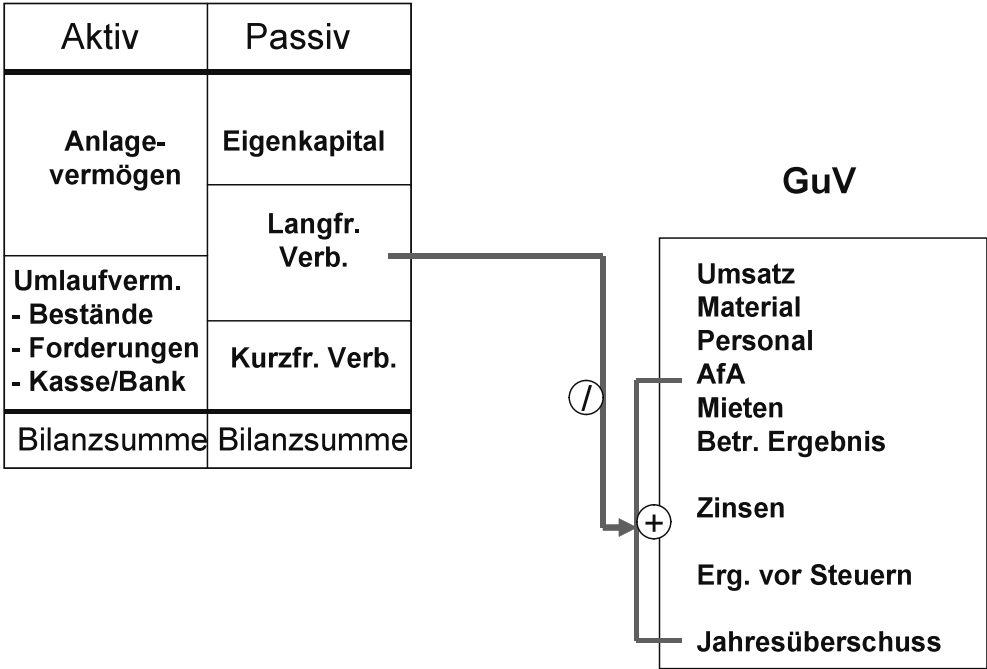 Aktiv
Passiv
Anlage-
vermögen
Eigenkapital
Langfr.
Verb.
Umlaufverm.
- Bestände
- Forderungen
- Kasse/Bank
Kurzfr. Verb.
Bilanzsumme
Bilanzsumme
/
+
GuV
Umsatz
Material
Personal
AfA
Mieten
Betr. Ergebnis
Zinsen
Erg. vor Steuern
Jahresüberschuss